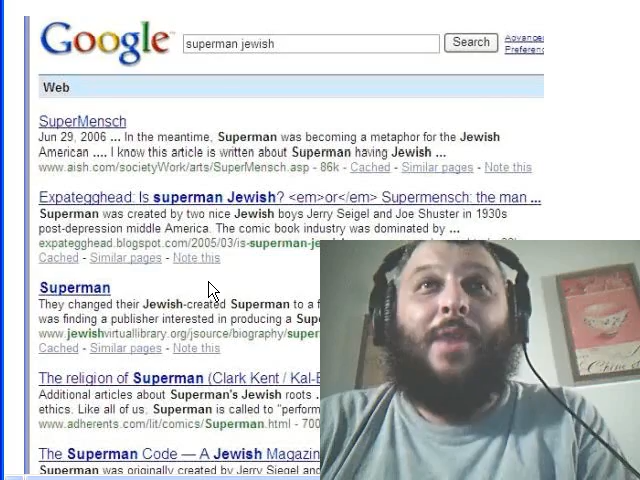 Google
superman jewish
Search
Advanc
Preferenc
Web
SuperMensch
Jun 29, 2006 ... In the meantime, Superman was becoming a metaphor for the Jewish
American .... I know this article is written about Superman having Jewish ...
www.aish.com/societyWork/arts/SuperMensch.asp - 86k - Cached - Similar pages - Note this
Expategghead: Is superman Jewish? <em>or</em> Supermensch: the man ...
Superman was created by two nice Jewish boys Jerry Seigel and Joe Shuster in 1930s
post-depression middle America. The comic book industry was dominated by ...
expategghead.blogspot.com/2005/03/is-superman-je
Cached - Similar pages - Note this
Superman
They changed their Jewish-created Superman to a f
was finding a publisher interested in producing a Sup
www.jewishvirtuallibrary.org/jsource/biography/super
Cached - Similar pages - Note this
The religion of Superman (Clark Kent / Kal-E
Additional articles about Superman's Jewish roots .
ethics. Like all of us, Superman is called to "perform
www.adherents.com/lit/comics/Superman.html - 700
The Superman Code — A Jewish Magazin
Superman was originally created by Jerry Siegel and